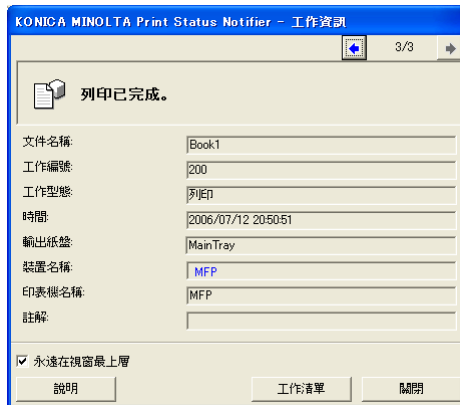 KONICA MINOLTA Print Status Notifier - 工作資訊
3/3
列印已完成。
文件名稱: Book1
工作編號: 200
工作型態: 列印
時間: 2006/07/12 20:50:51
輸出紙盤: MainTray
裝置名稱: MFP
印表機名稱: MFP
註解:
永遠在視窗最上層
說明 工作清單 關閉